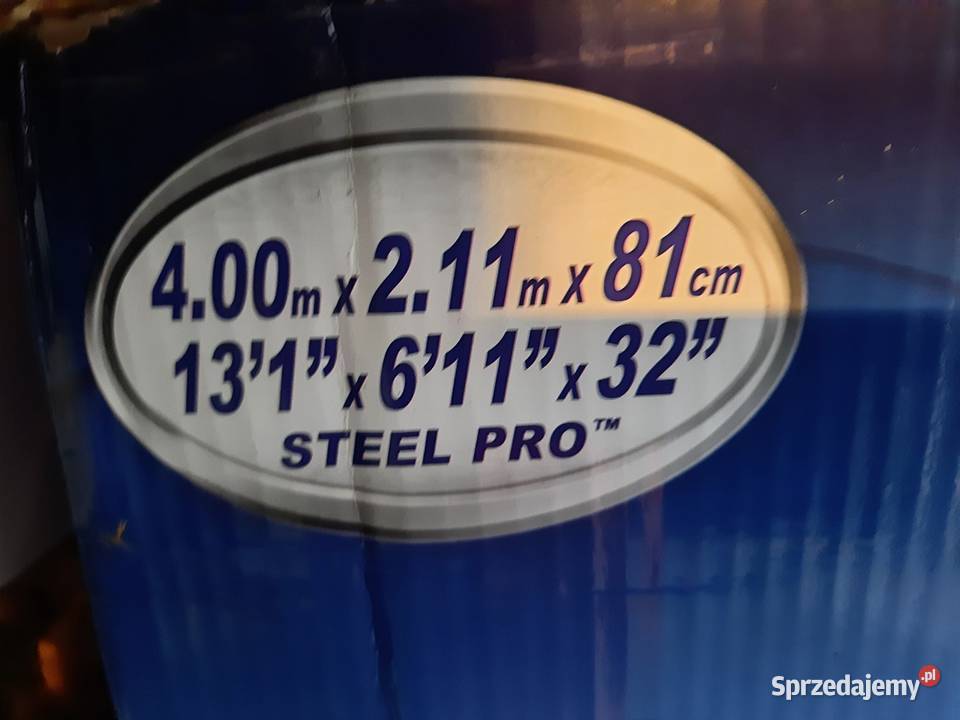 4.00m x 2.11m x 81cm
13’1” x 6’11” x 32”
STEEL PRO™
Sprzedajemy.pl